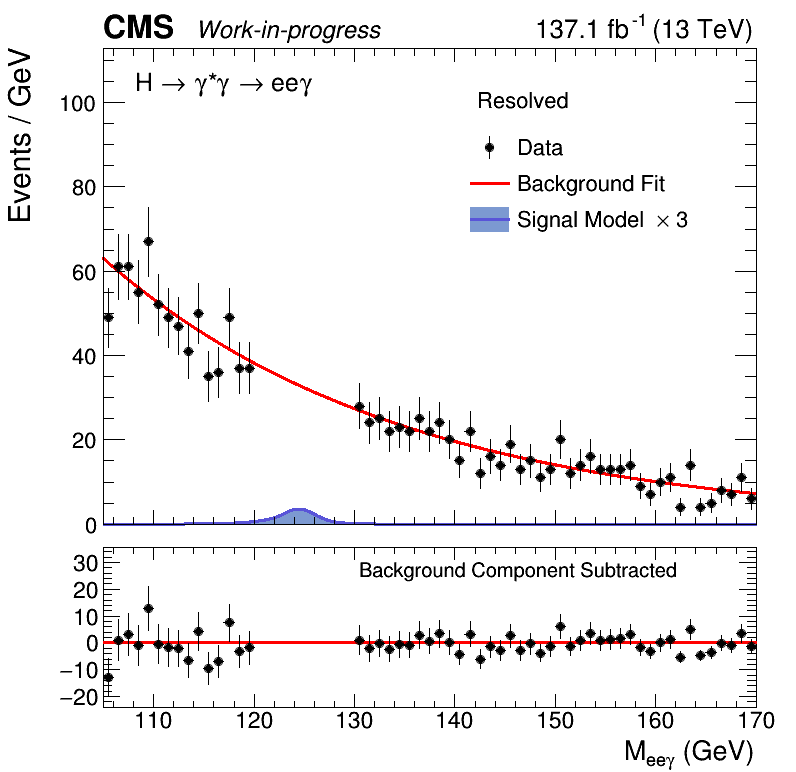 CMS Work-in-progress 137.1 fb⁻¹ (13 TeV)
Events / GeV
H → γ*γ → eeγ
Resolved
Data
Background Fit
Signal Model × 3
100
80
60
40
20
0
Background Component Subtracted
30
20
10
0
−10
−20
110 120 130 140 150 160 170
M_eeγ (GeV)